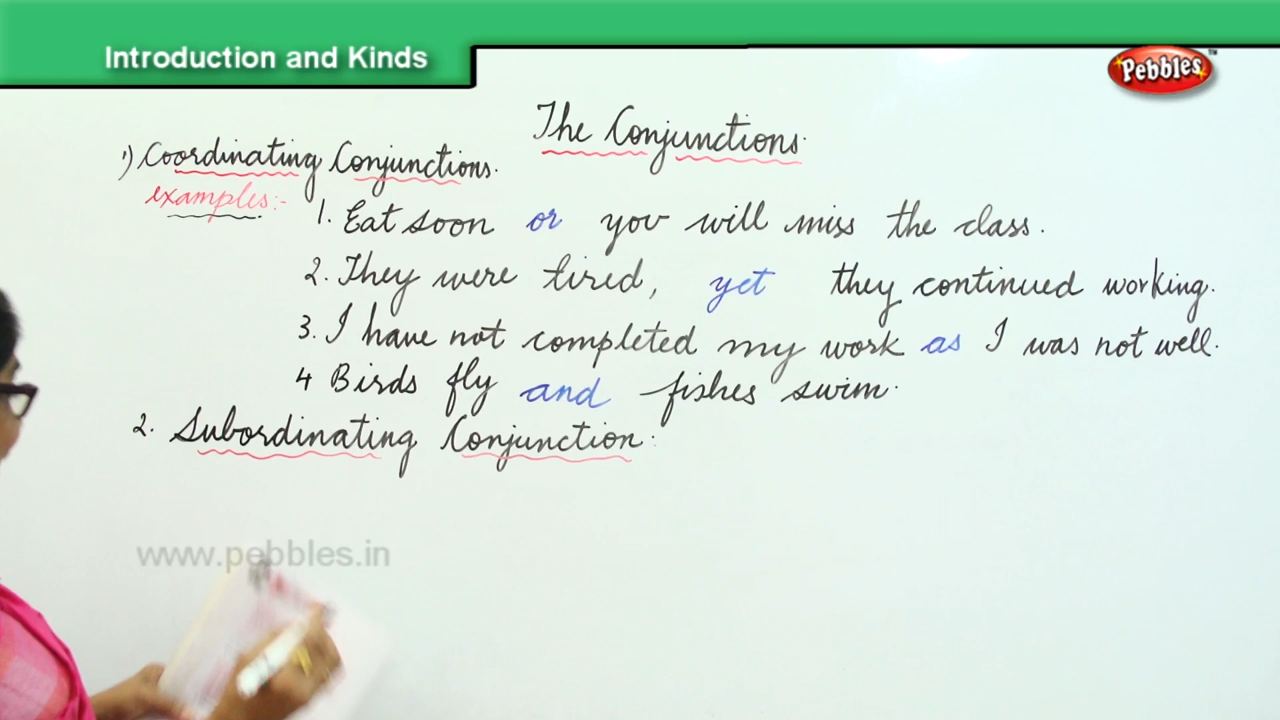 Introduction and Kinds
Pebbles™
The Conjunctions.
1) Coordinating Conjunctions.
examples:-
1. Eat soon or you will miss the class.
2. They were tired, yet they continued working.
3. I have not completed my work as I was not well.
4 Birds fly and fishes swim.
2. Subordinating Conjunction:
www.pebbles.in